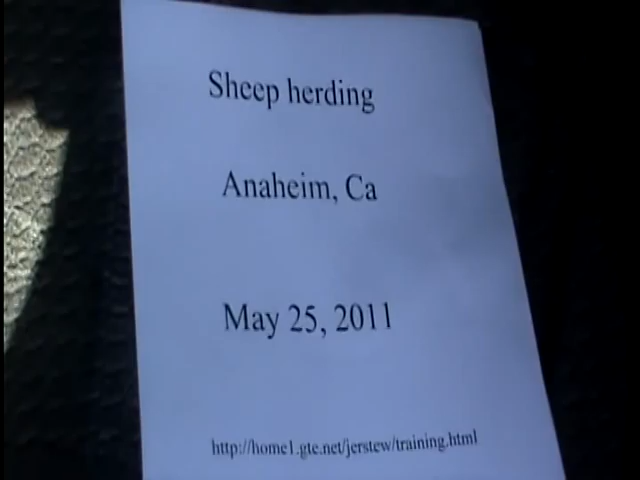 Sheep herding
Anaheim, Ca
May 25, 2011
http://home1.gte.net/jerstew/training.html